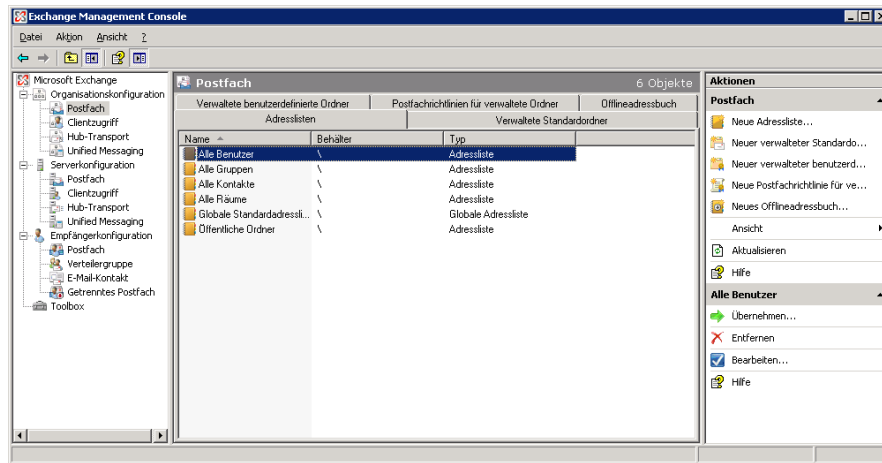 Exchange Management Console
Datei Aktion Ansicht ?
Microsoft Exchange
Organisationskonfiguration
Postfach
Clientzugriff
Hub-Transport
Unified Messaging
Serverkonfiguration
Postfach
Clientzugriff
Hub-Transport
Unified Messaging
Empfängerkonfiguration
Postfach
Verteilergruppe
E-Mail-Kontakt
Getrenntes Postfach
Toolbox
Postfach 6 Objekte
Verwaltete benutzerdefinierte Ordner Postfachrichtlinien für verwaltete Ordner Offlineadressbuch
Adresslisten Verwaltete Standardordner
Name Behälter Typ
Alle Benutzer \ Adressliste
Alle Gruppen \ Adressliste
Alle Kontakte \ Adressliste
Alle Räume \ Adressliste
Globale Standardadressli... \ Globale Adressliste
Öffentliche Ordner \ Adressliste
Aktionen
Postfach
Neue Adressliste...
Neuer verwalteter Standardo...
Neuer verwalteter benutzerd...
Neue Postfachrichtlinie für ve...
Neues Offlineadressbuch...
Ansicht
Aktualisieren
Hilfe
Alle Benutzer
Übernehmen...
Entfernen
Bearbeiten...
Hilfe